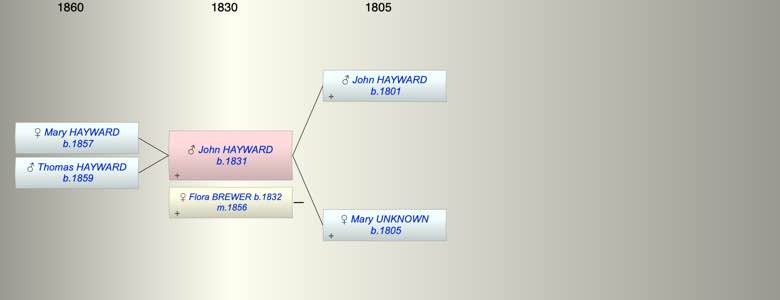 1860
1830
1805
♂ John HAYWARD
b.1801
+
♀ Mary HAYWARD
b.1857
♂ Thomas HAYWARD
b.1859
♂ John HAYWARD
b.1831
+
♀ Flora BREWER b.1832
m.1856
+
♀ Mary UNKNOWN
b.1805
+